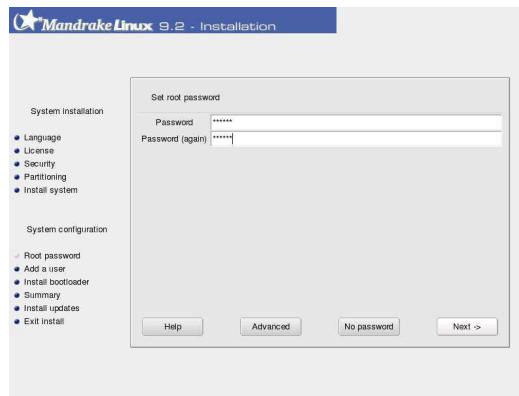 Mandrake Linux 9.2 - Installation
System installation
Language
License
Security
Partitioning
Install system
System configuration
Root password
Add a user
Install bootloader
Summary
Install updates
Exit install
Set root password
Password ******
Password (again) ******
Help Advanced No password Next ->